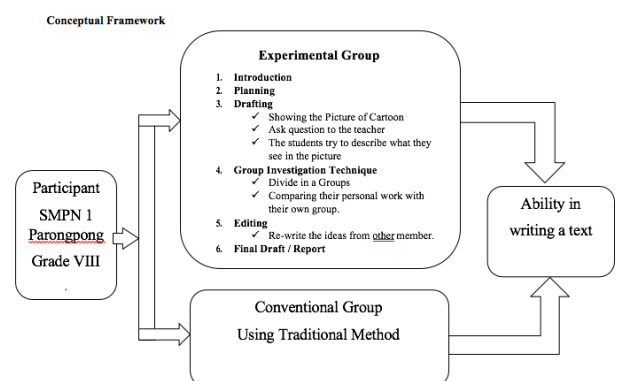 Conceptual Framework
Experimental Group
1. Introduction
2. Planning
3. Drafting
✓ Showing the Picture of Cartoon
✓ Ask question to the teacher
✓ The students try to describe what they
see in the picture
4. Group Investigation Technique
✓ Divide in a Groups
✓ Comparing their personal work with
their own group.
5. Editing
✓ Re-write the ideas from other member.
6. Final Draft / Report
Participant
SMPN 1
Parongpong
Grade VIII
.
Ability in
writing a text
Conventional Group
Using Traditional Method